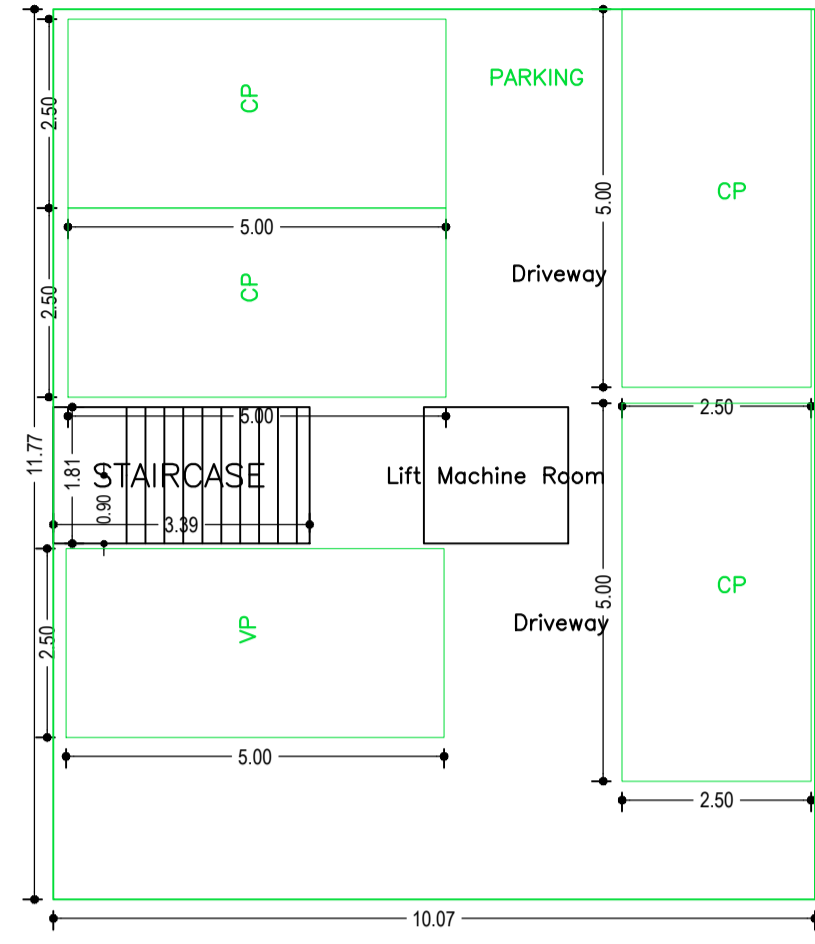 PARKING
2.50
CP
5.00
CP
5.00
Driveway
2.50
CP
5.00
2.50
11.77
1.81
STAIRCASE
0.90
3.39
Lift Machine Room
5.00
CP
Driveway
2.50
VP
5.00
2.50
10.07